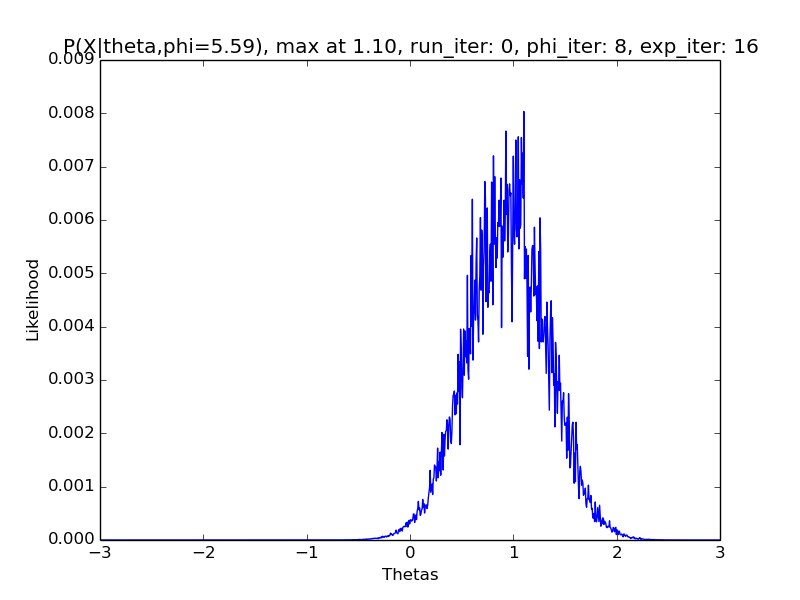 P(X|theta,phi=5.59), max at 1.10, run_iter: 0, phi_iter: 8, exp_iter: 16
0.009
0.008
0.007
0.006
0.005
0.004
0.003
0.002
0.001
0.000
Likelihood
−3 −2 −1 0 1 2 3
Thetas